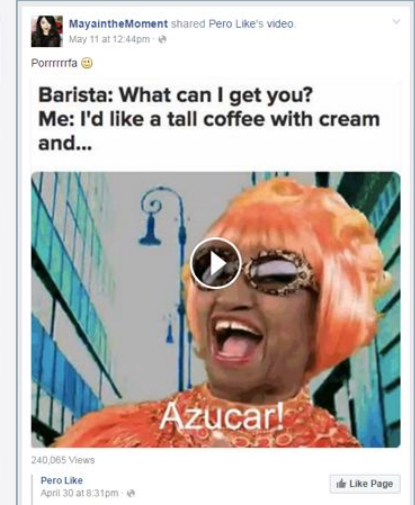 MayaintheMoment shared Pero Like's video.
May 11 at 12:44pm ·
Porrrrrrfa
Barista: What can I get you?
Me: I'd like a tall coffee with cream
and...
Azucar!
240,065 Views
Pero Like
April 30 at 8:31pm ·
Like Page